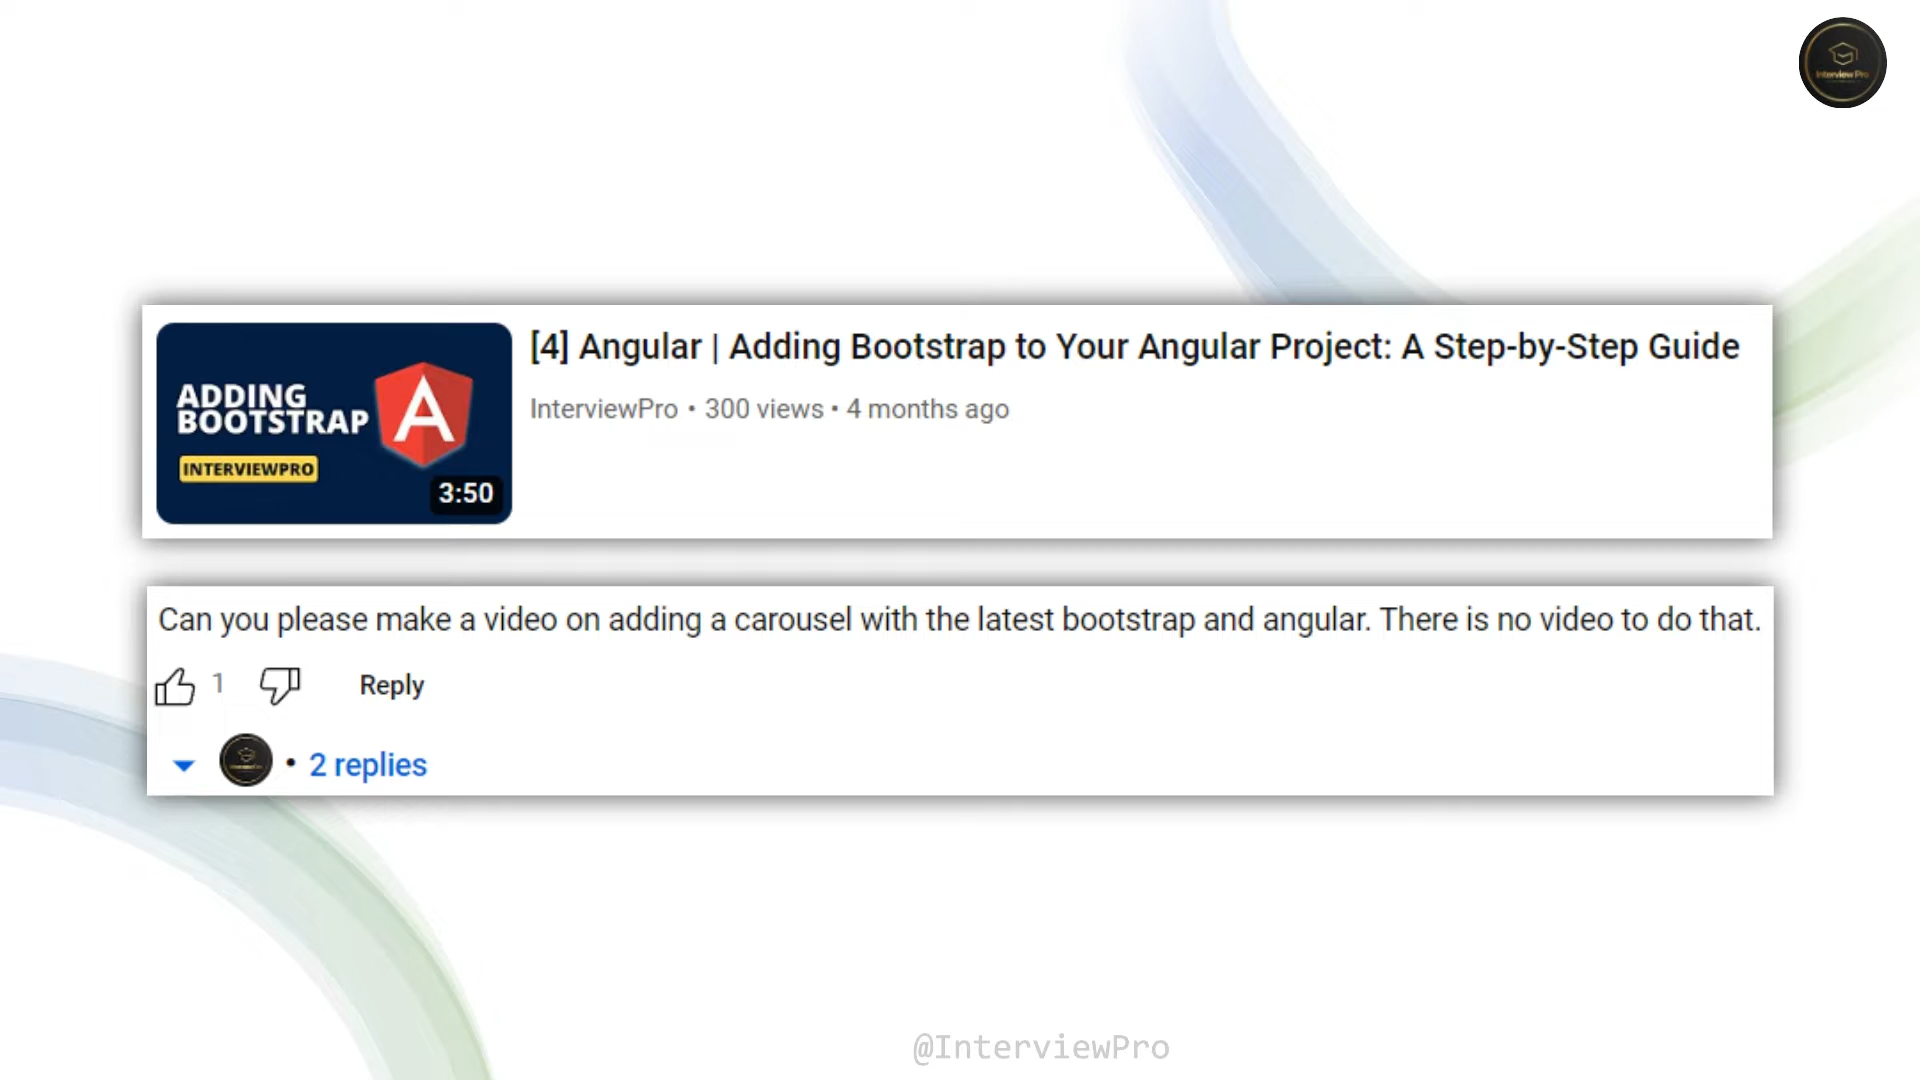 Interview Pro
[4] Angular | Adding Bootstrap to Your Angular Project: A Step-by-Step Guide
InterviewPro • 300 views • 4 months ago
ADDING
BOOTSTRAP
INTERVIEWPRO
3:50
Can you please make a video on adding a carousel with the latest bootstrap and angular. There is no video to do that.
1 Reply
• 2 replies
@InterviewPro